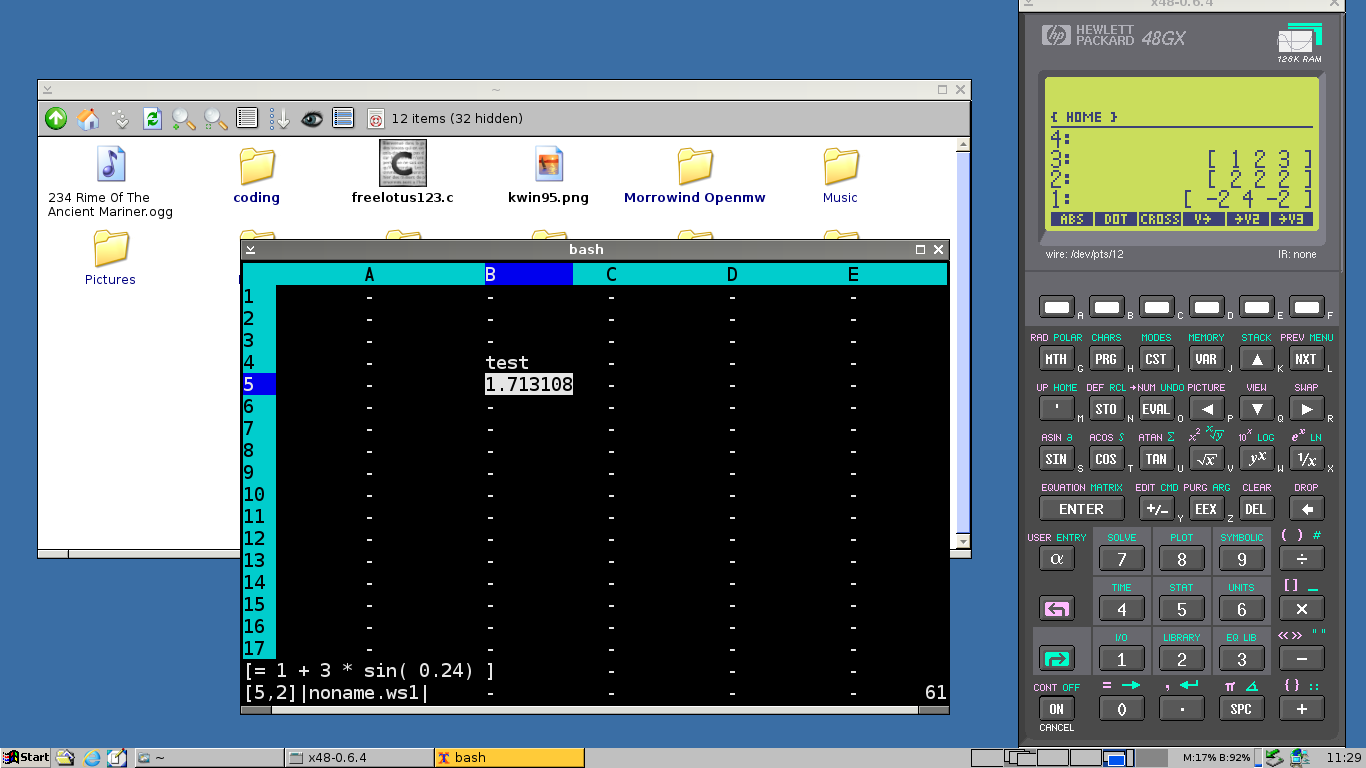 x48-0.6.4
HEWLETT
PACKARD 48GX
128K RAM
~
12 items (32 hidden)
234 Rime Of The
Ancient Mariner.ogg
coding
C
freelotus123.c
kwin95.png
Morrowind Openmw
Music
Pictures
{ HOME }
4:
3: [ 1 2 3 ]
2: [ 2 2 2 ]
1: [ -2 4 -2 ]
ABS DOT CROSS V→ →V2 →V3
wire: /dev/pts/12 IR: none
bash
A B C D E
1 - - - - -
2 - - - - -
3 - - - - -
4 - test - - -
5 - 1.713108 - - -
6 - - - - -
7 - - - - -
8 - - - - -
9 - - - - -
10 - - - - -
11 - - - - -
12 - - - - -
13 - - - - -
14 - - - - -
15 - - - - -
16 - - - - -
17 - - - - -
[= 1 + 3 * sin( 0.24) ] - - -
[5,2]|noname.ws1| - - - - 61
A B C D E F
RAD POLAR CHARS MODES MEMORY STACK PREV MENU
MTH G PRG H CST I VAR J ▲ K NXT L
UP HOME DEF RCL →NUM UNDO PICTURE VIEW SWAP
' M STO N EVAL O ◀ P ▼ Q ▶ R
ASIN ∂ ACOS ∫ ATAN Σ x² ˣ√y 10ˣ LOG eˣ LN
SIN S COS T TAN U √x V yˣ W 1/x X
EQUATION MATRIX EDIT CMD PURG ARG CLEAR DROP
ENTER +/− Y EEX Z DEL ←
USER ENTRY SOLVE PLOT SYMBOLIC ( ) #
α 7 8 9 ÷
TIME STAT UNITS [ ] _
4 5 6 ×
I/O LIBRARY EQ LIB «» " "
1 2 3 −
CONT OFF = → , ↵ π ∡ { } ::
ON 0 . SPC +
CANCEL
Start ~ x48-0.6.4 bash M:17% B:92% 11:29